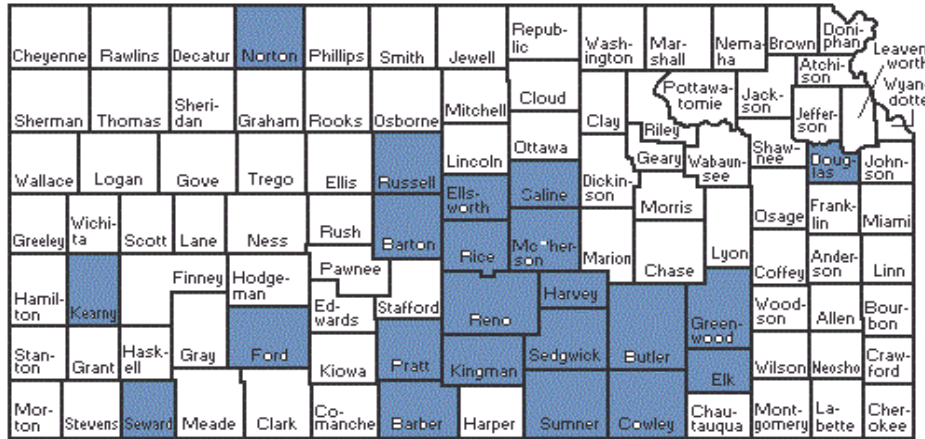 Cheyenne
Rawlins
Decatur
Norton
Phillips
Smith
Jewell
Repub-
lic
Wash-
ington
Mar-
shall
Nema-
ha
Brown
Doni-
phan
Leaven
worth
Wyan-
dotte
Atchi-
son
Sherman
Thomas
Sheri-
dan
Graham
Rooks
Osborne
Mitchell
Cloud
Clay
Riley
Pottawa-
tomie
Jack-
son
Jeffer-
son
Wallace
Logan
Gove
Trego
Ellis
Russell
Lincoln
Ottawa
Geary
Wabaun-
see
Shaw-
nee
Doug-
las
John-
son
Ells-
worth
Saline
Dickin-
son
Morris
Osage
Frank-
lin
Miami
Greeley
Wichi-
ta
Scott
Lane
Ness
Rush
Barton
Rice
McPher-
son
Marion
Chase
Lyon
Coffey
Ander-
son
Linn
Hamil-
ton
Kearny
Finney
Hodge-
man
Pawnee
Ed-
wards
Stafford
Reno
Harvey
Butler
Green-
wood
Wood-
son
Allen
Bour-
bon
Stan-
ton
Grant
Hask-
ell
Gray
Ford
Kiowa
Pratt
Kingman
Sedgwick
Elk
Wilson
Neosho
Craw-
ford
Mor-
ton
Stevens
Seward
Meade
Clark
Co-
manche
Barber
Harper
Sumner
Cowley
Chau-
tauqua
Mont-
gomery
La-
bette
Cher-
okee